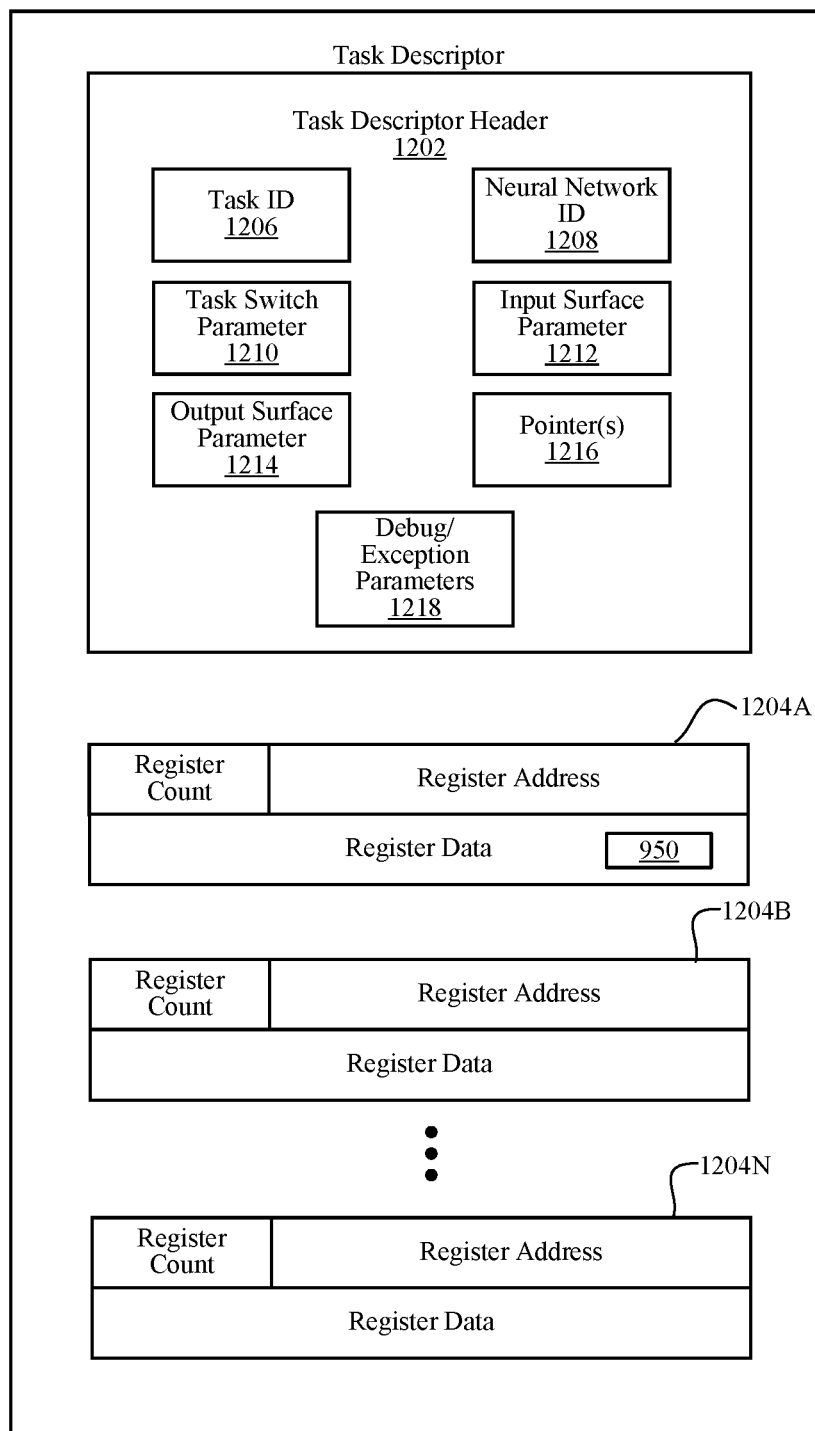 Task Descriptor
Task Descriptor Header
1202
Task ID
1206
Neural Network
ID
1208
Task Switch
Parameter
1210
Input Surface
Parameter
1212
Output Surface
Parameter
1214
Pointer(s)
1216
Debug/
Exception
Parameters
1218
1204A
Register
Count
Register Address
Register Data
950
1204B
Register
Count
Register Address
Register Data
1204N
Register
Count
Register Address
Register Data